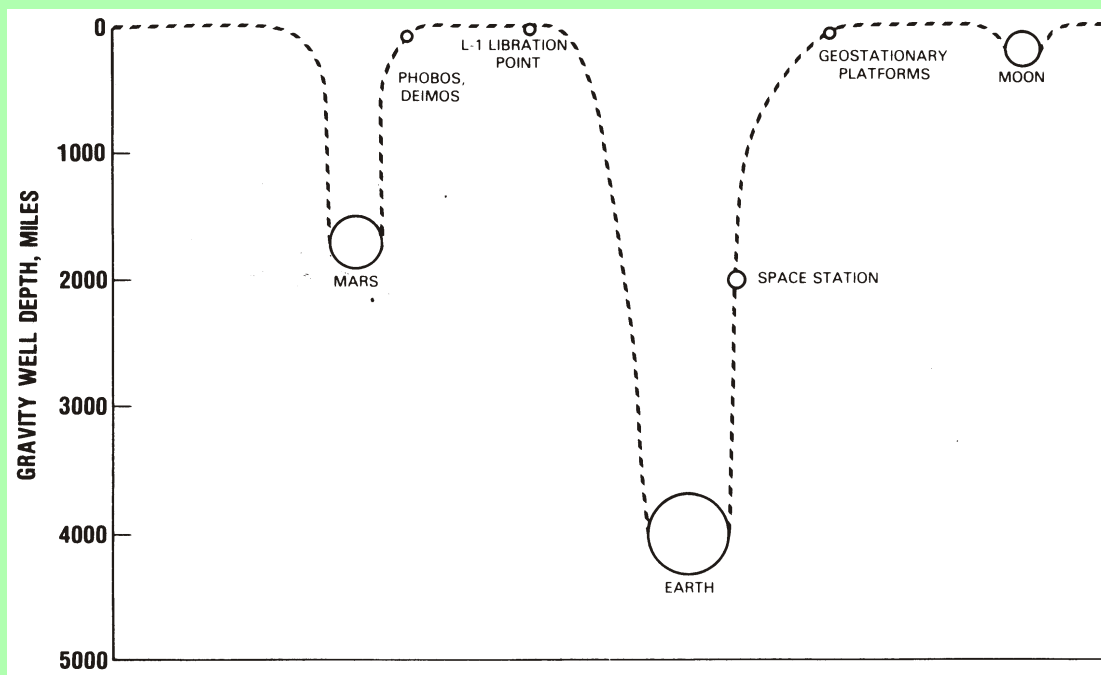 GRAVITY WELL DEPTH, MILES
0
1000
2000
3000
4000
5000
MARS
PHOBOS,
DEIMOS
L-1 LIBRATION
POINT
EARTH
SPACE STATION
GEOSTATIONARY
PLATFORMS
MOON